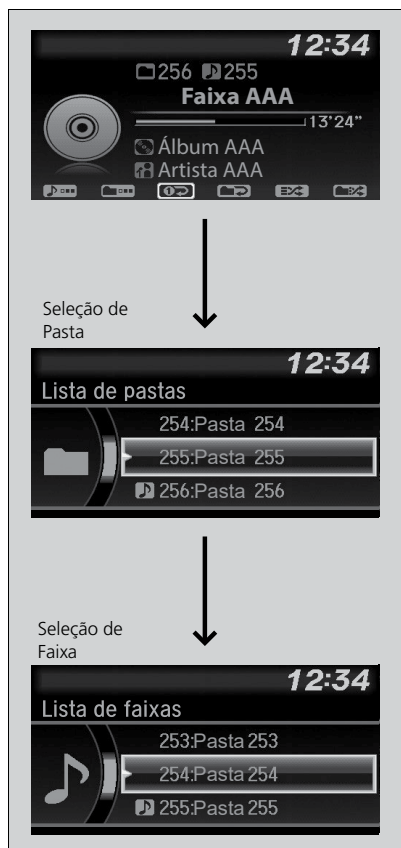 12:34
256 255
Faixa AAA
13'24"
Álbum AAA
Artista AAA
Seleção de
Pasta
12:34
Lista de pastas
254:Pasta 254
255:Pasta 255
256:Pasta 256
Seleção de
Faixa
12:34
Lista de faixas
253:Pasta 253
254:Pasta 254
255:Pasta 255